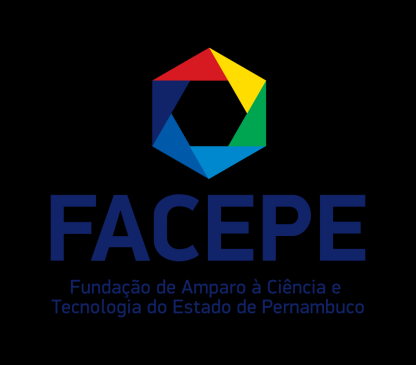 FACEPE
Fundação de Amparo à Ciência e
Tecnologia do Estado de Pernambuco